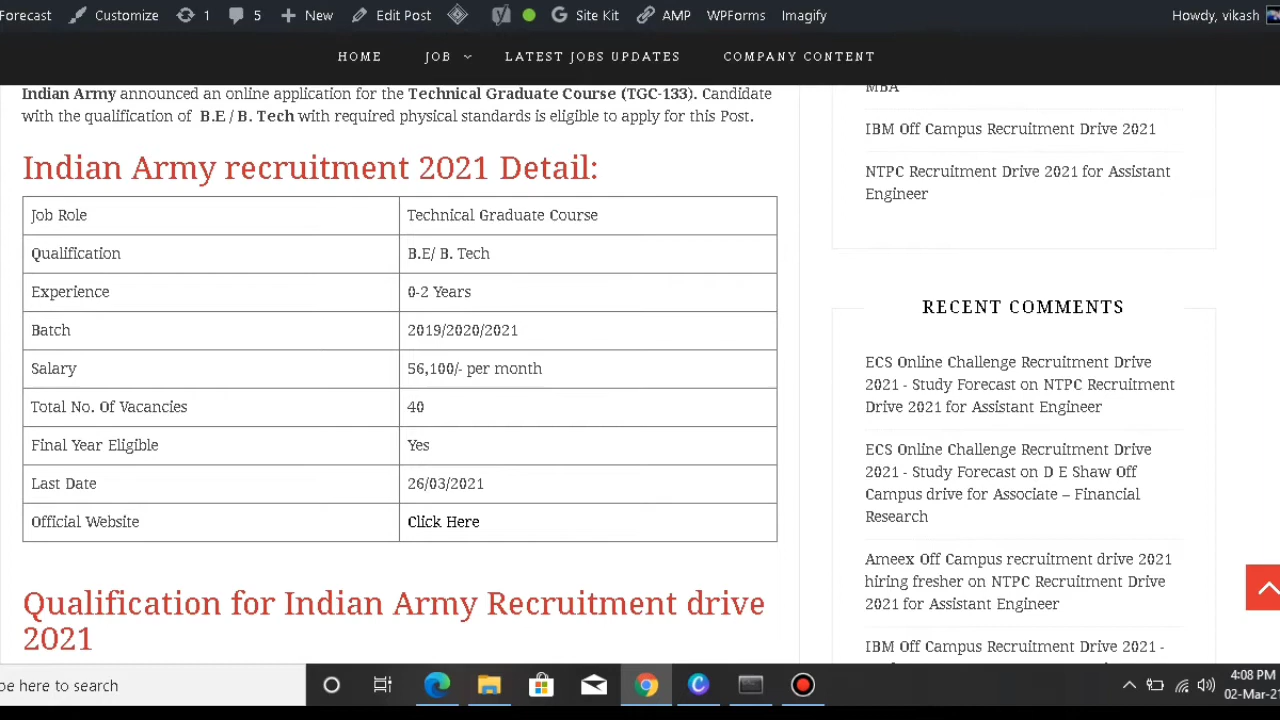 Forecast Customize 1 5 New Edit Post Site Kit AMP WPForms Imagify Howdy, vikash
HOME JOB LATEST JOBS UPDATES COMPANY CONTENT
Indian Army announced an online application for the Technical Graduate Course (TGC-133). Candidate
with the qualification of B.E / B. Tech with required physical standards is eligible to apply for this Post.
Indian Army recruitment 2021 Detail:
Job Role Technical Graduate Course
Qualification B.E/ B. Tech
Experience 0-2 Years
Batch 2019/2020/2021
Salary 56,100/- per month
Total No. Of Vacancies 40
Final Year Eligible Yes
Last Date 26/03/2021
Official Website Click Here
Qualification for Indian Army Recruitment drive
2021
MBA
IBM Off Campus Recruitment Drive 2021
NTPC Recruitment Drive 2021 for Assistant
Engineer
RECENT COMMENTS
ECS Online Challenge Recruitment Drive
2021 - Study Forecast on NTPC Recruitment
Drive 2021 for Assistant Engineer
ECS Online Challenge Recruitment Drive
2021 - Study Forecast on D E Shaw Off
Campus drive for Associate – Financial
Research
Ameex Off Campus recruitment drive 2021
hiring fresher on NTPC Recruitment Drive
2021 for Assistant Engineer
IBM Off Campus Recruitment Drive 2021 -
pe here to search
4:08 PM
02-Mar-21